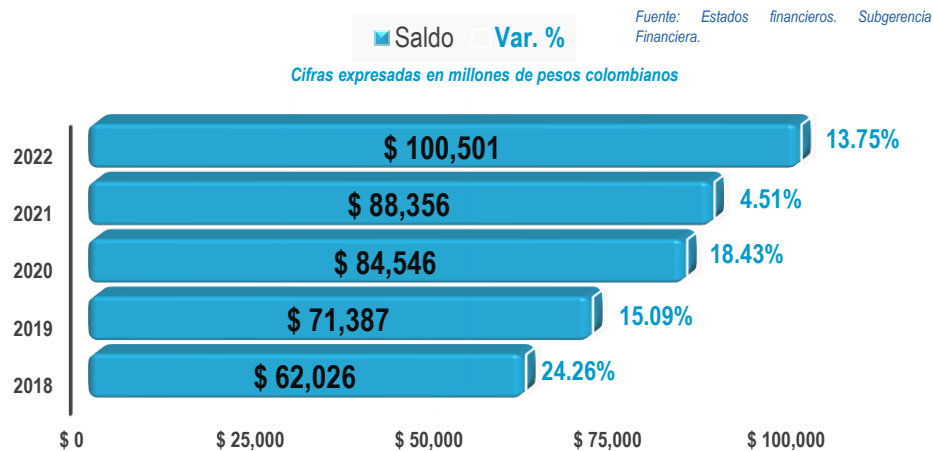 Fuente: Estados financieros. Subgerencia
Financiera.
Saldo Var. %
Cifras expresadas en millones de pesos colombianos
2022 $ 100,501 13.75%
2021 $ 88,356 4.51%
2020 $ 84,546 18.43%
2019 $ 71,387 15.09%
2018 $ 62,026 24.26%
$ 0 $ 25,000 $ 50,000 $ 75,000 $ 100,000